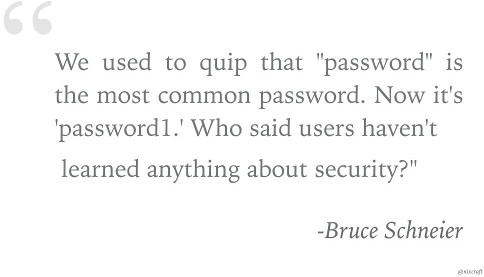 “
We used to quip that "password" is
the most common password. Now it's
'password1.' Who said users haven't
learned anything about security?"
-Bruce Schneier
@nixcraft